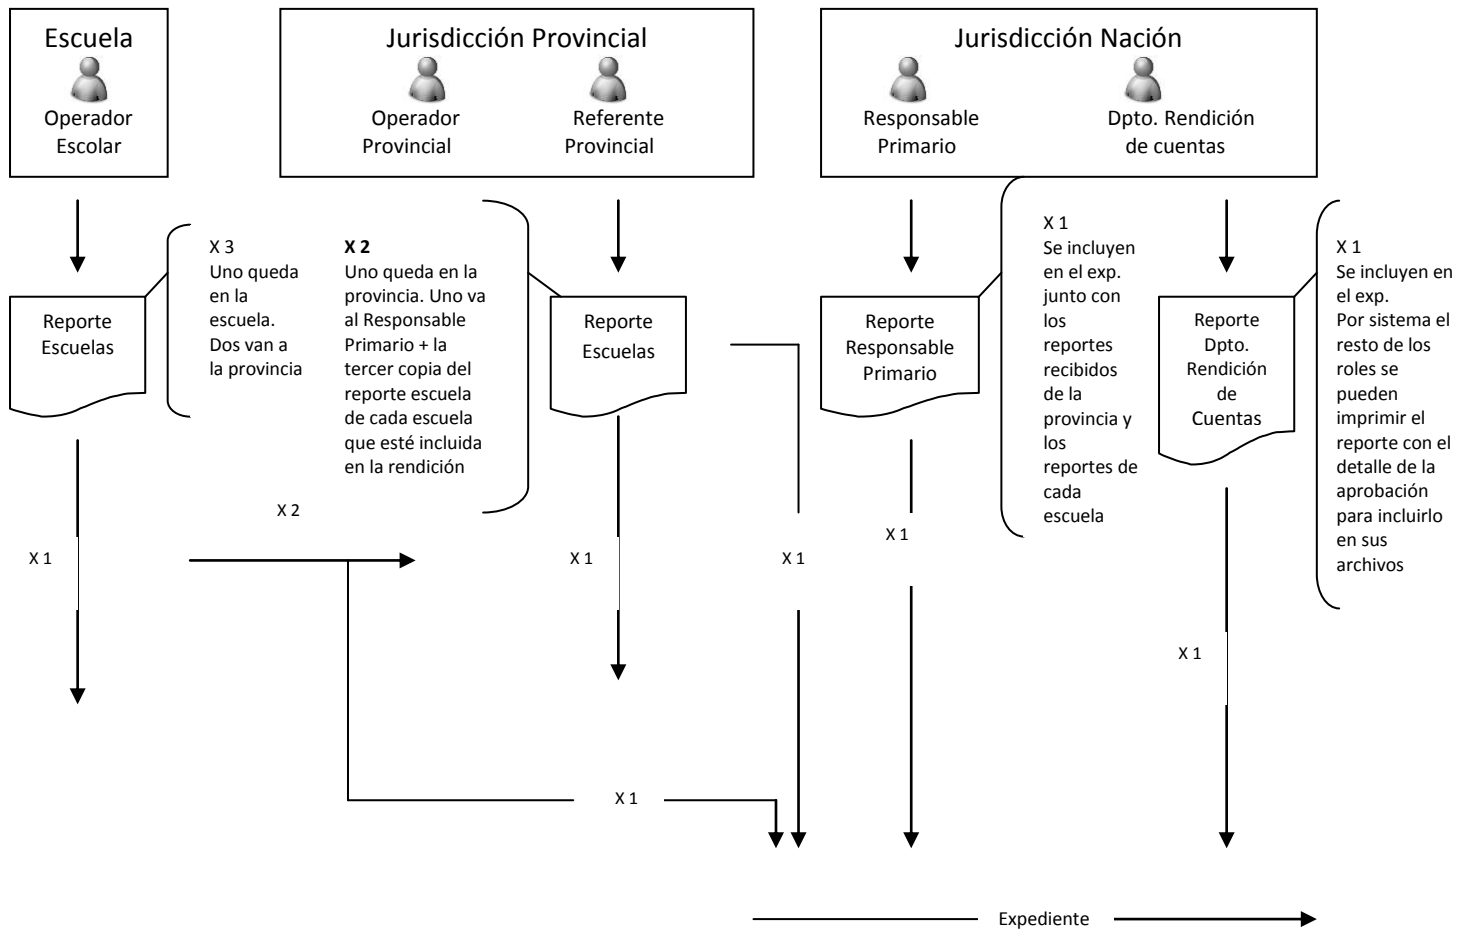 Escuela
Operador
Escolar
Jurisdicción Provincial
Operador
Provincial
Referente
Provincial
Jurisdicción Nación
Responsable
Primario
Dpto. Rendición
de cuentas
Reporte
Escuelas
X 3
Uno queda
en la
escuela.
Dos van a
la provincia
X 2
Uno queda en la
provincia. Uno va
al Responsable
Primario + la
tercer copia del
reporte escuela
de cada escuela
que esté incluida
en la rendición
Reporte
Escuelas
Reporte
Responsable
Primario
X 1
Se incluyen
en el exp.
junto con
los
reportes
recibidos
de la
provincia y
los
reportes de
cada
escuela
Reporte
Dpto.
Rendición
de
Cuentas
X 1
Se incluyen en
el exp.
Por sistema el
resto de los
roles se
pueden
imprimir el
reporte con el
detalle de la
aprobación
para incluirlo
en sus
archivos
X 1
X 2
X 1
X 1
X 1
X 1
X 1
Expediente